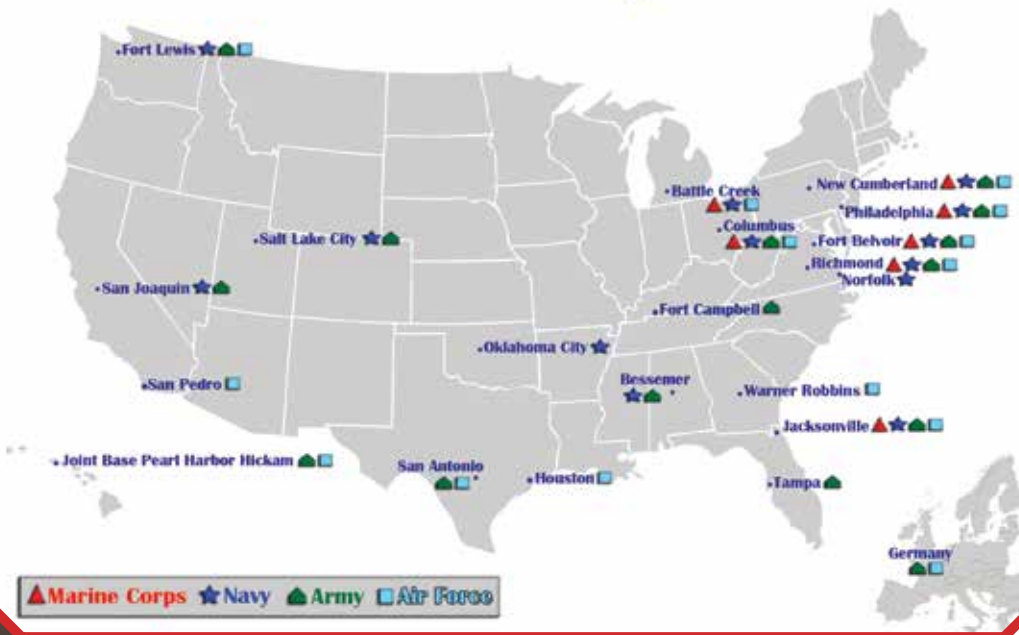 Fort Lewis
Battle Creek
New Cumberland
Philadelphia
Columbus
Salt Lake City
Fort Belvoir
Richmond
Norfolk
San Joaquin
Fort Campbell
Oklahoma City
San Pedro
Bessemer
Warner Robbins
Jacksonville
Joint Base Pearl Harbor Hickam
San Antonio
Houston
Tampa
Germany
Marine Corps Navy Army Air Force